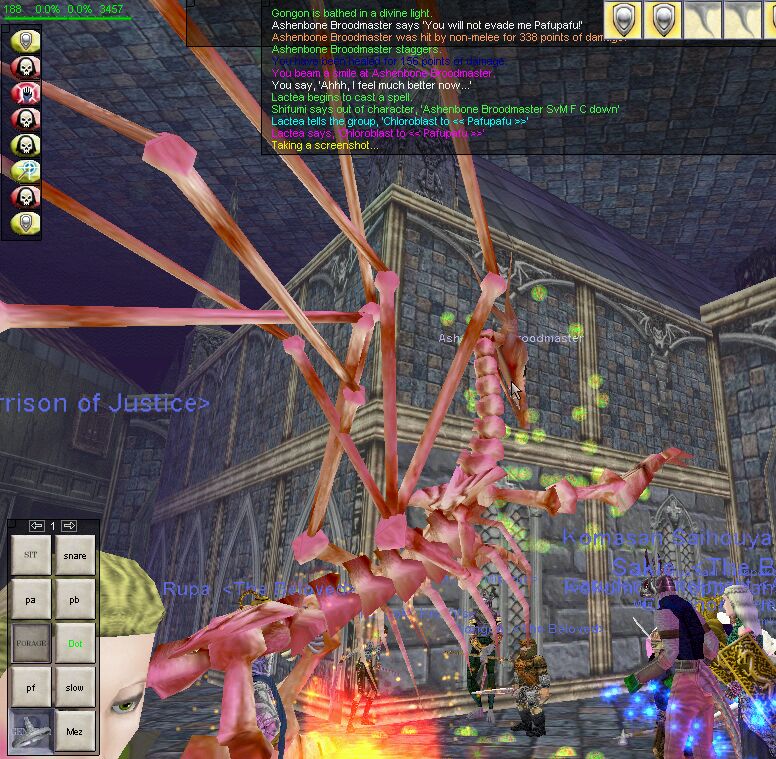 188 0.0% 0.0% 3457
Gongon is bathed in a divine light.
Ashenbone Broodmaster says 'You will not evade me Pafupafu!'
Ashenbone Broodmaster was hit by non-melee for 338 points of damage.
Ashenbone Broodmaster staggers.
You have been healed for 156 points of damage.
You beam a smile at Ashenbone Broodmaster.
You say, 'Ahhh, I feel much better now...'
Lactea begins to cast a spell.
Shifumi says out of character, 'Ashenbone Broodmaster SvM F C down'
Lactea tells the group, 'Chloroblast to << Pafupafu >>'
Lactea says, 'Chloroblast to << Pafupafu >>'
Taking a screenshot...
Ashenbone Broodmaster
rrison of Justice>
1
SIT snare
pa pb
FORAGE Dot
pf slow
Mez
Komasan Saihouya
Sakie <The B
Rupa <The Beloved>
The Beloved>